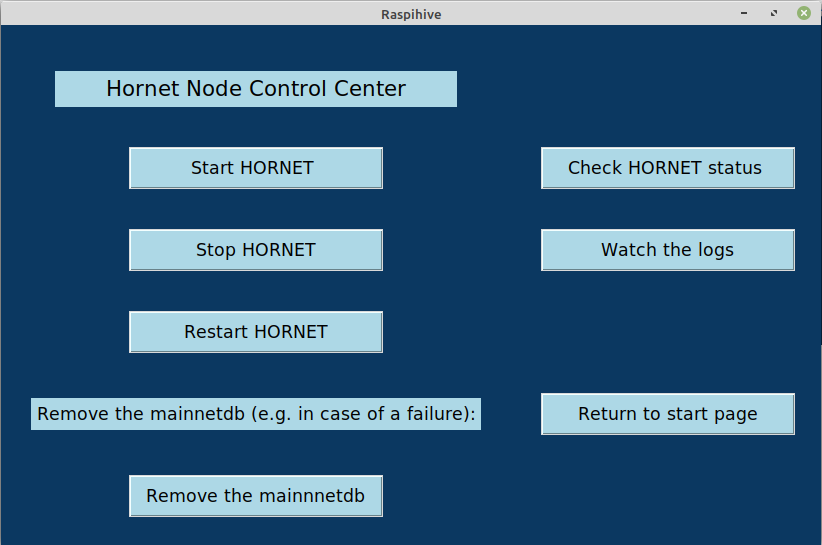 Raspihive
Hornet Node Control Center
Start HORNET
Check HORNET status
Stop HORNET
Watch the logs
Restart HORNET
Remove the mainnetdb (e.g. in case of a failure):
Return to start page
Remove the mainnnetdb